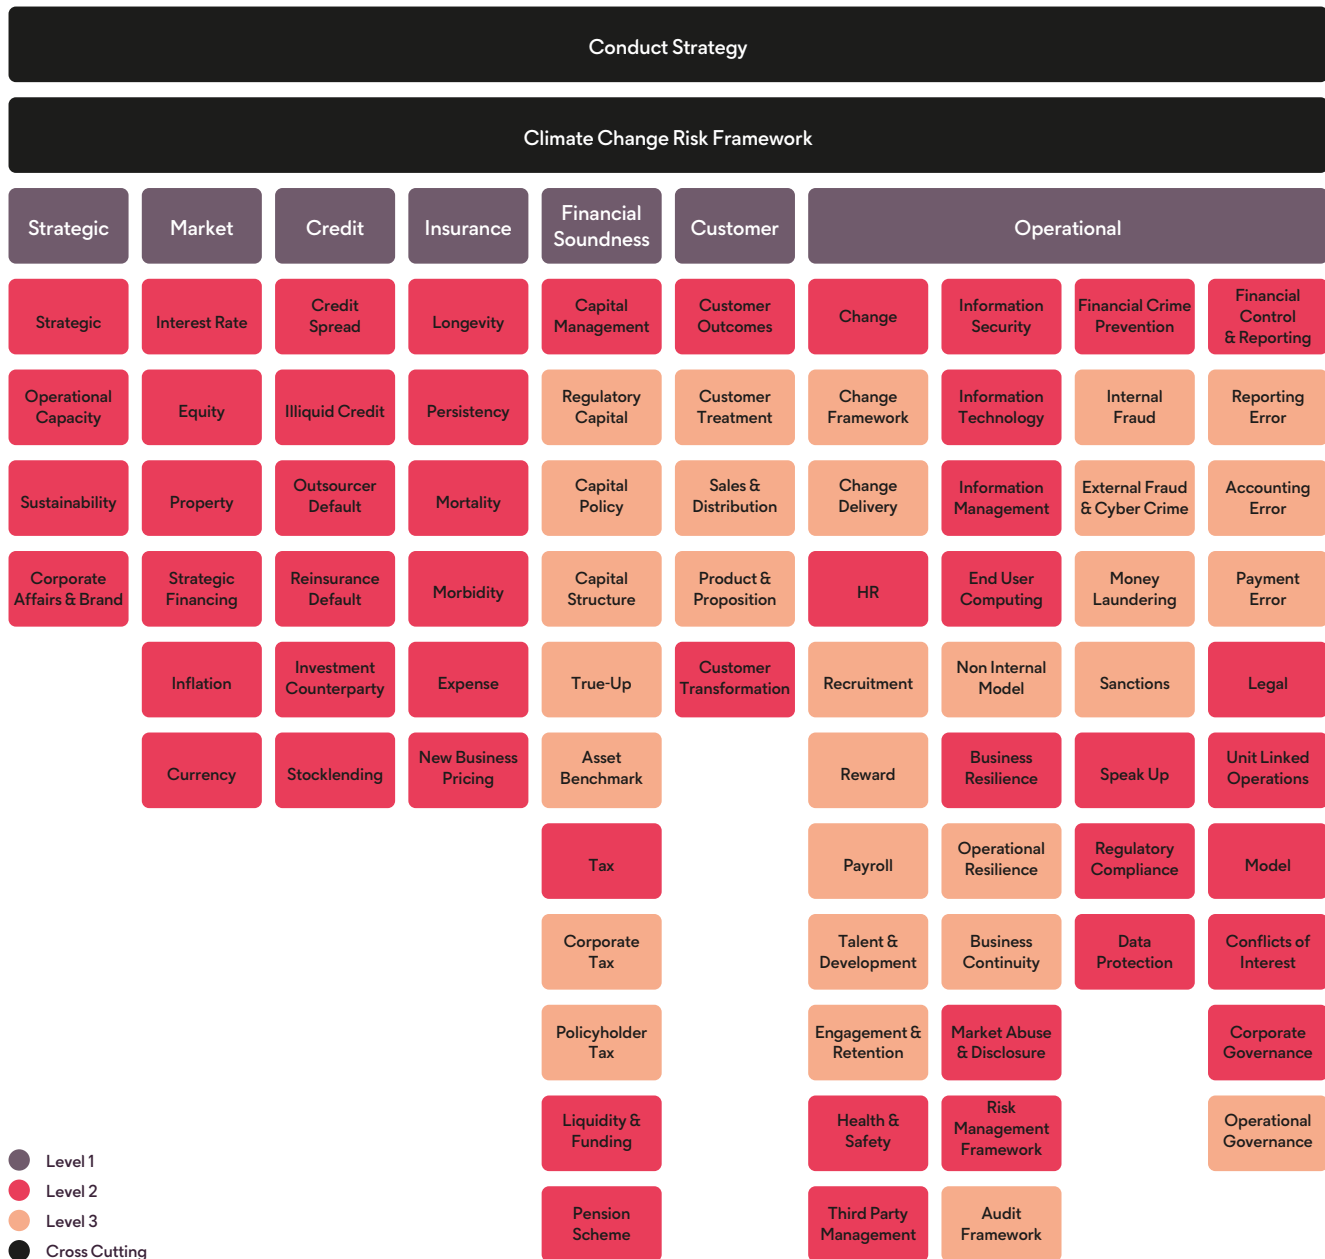 Conduct Strategy
Climate Change Risk Framework
Strategic
Market
Credit
Insurance
Financial
Soundness
Customer
Operational
Strategic
Interest Rate
Credit
Spread
Longevity
Capital
Management
Customer
Outcomes
Change
Information
Security
Financial Crime
Prevention
Financial
Control
& Reporting
Operational
Capacity
Equity
Illiquid Credit
Persistency
Regulatory
Capital
Customer
Treatment
Change
Framework
Information
Technology
Internal
Fraud
Reporting
Error
Sustainability
Property
Outsourcer
Default
Mortality
Capital
Policy
Sales &
Distribution
Change
Delivery
Information
Management
External Fraud
& Cyber Crime
Accounting
Error
Corporate
Affairs & Brand
Strategic
Financing
Reinsurance
Default
Morbidity
Capital
Structure
Product &
Proposition
HR
End User
Computing
Money
Laundering
Payment
Error
Inflation
Investment
Counterparty
Expense
True-Up
Customer
Transformation
Recruitment
Non Internal
Model
Sanctions
Legal
Currency
Stocklending
New Business
Pricing
Asset
Benchmark
Reward
Business
Resilience
Speak Up
Unit Linked
Operations
Tax
Payroll
Operational
Resilience
Regulatory
Compliance
Model
Corporate
Tax
Talent &
Development
Business
Continuity
Data
Protection
Conflicts of
Interest
Policyholder
Tax
Engagement &
Retention
Market Abuse
& Disclosure
Corporate
Governance
Liquidity &
Funding
Health &
Safety
Risk
Management
Framework
Operational
Governance
Pension
Scheme
Third Party
Management
Audit
Framework
Level 1
Level 2
Level 3
Cross Cutting